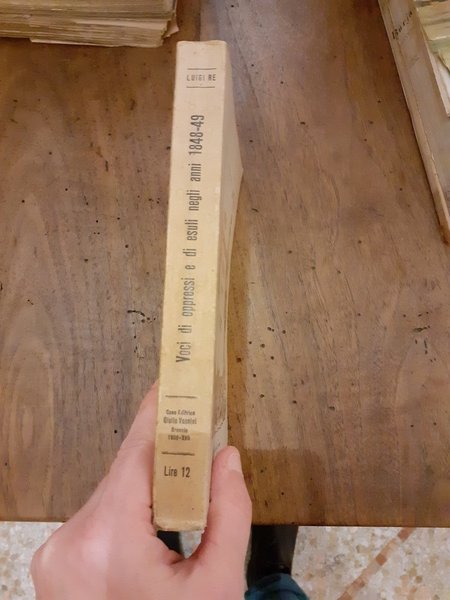 LUIGI RE
Voci di oppressi e di esuli negli anni 1848-49
Casa Editrice
Giulio Vannini
Brescia
Lire 12